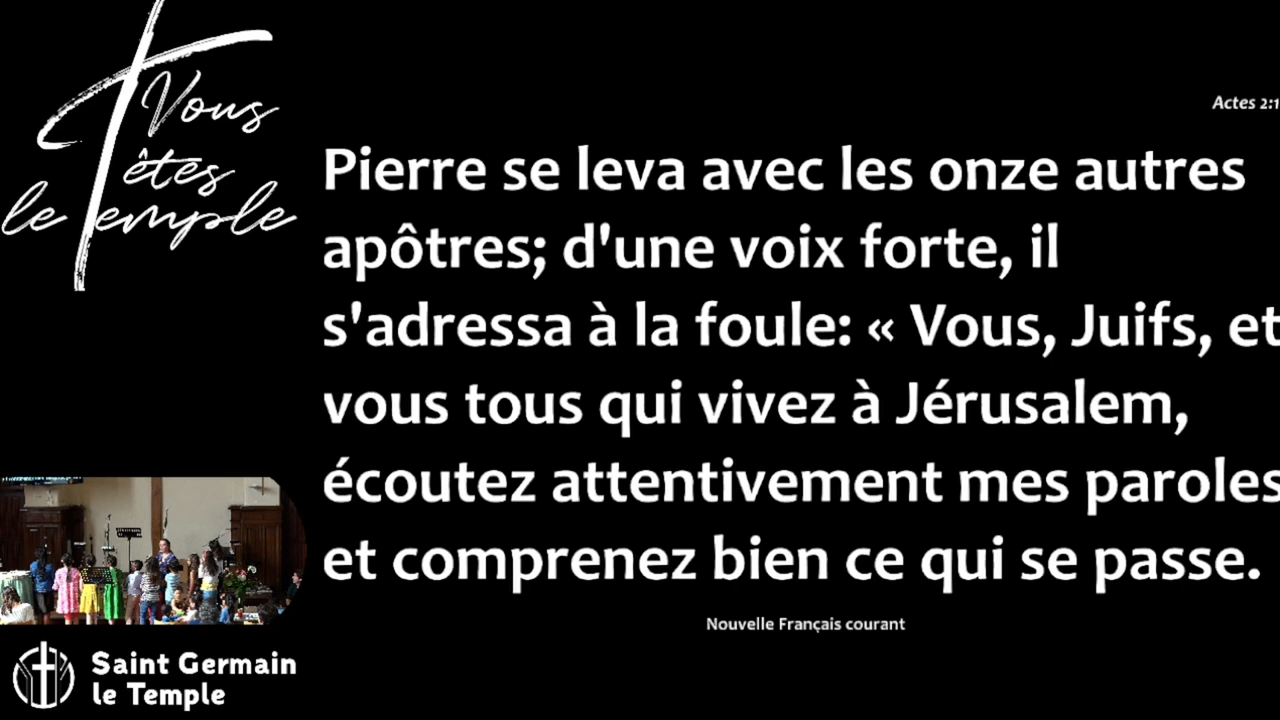 Vous
êtes
le Temple
Actes 2:1
Pierre se leva avec les onze autres
apôtres; d'une voix forte, il
s'adressa à la foule: « Vous, Juifs, et
vous tous qui vivez à Jérusalem,
écoutez attentivement mes paroles
et comprenez bien ce qui se passe.
Nouvelle Français courant
Saint Germain
le Temple